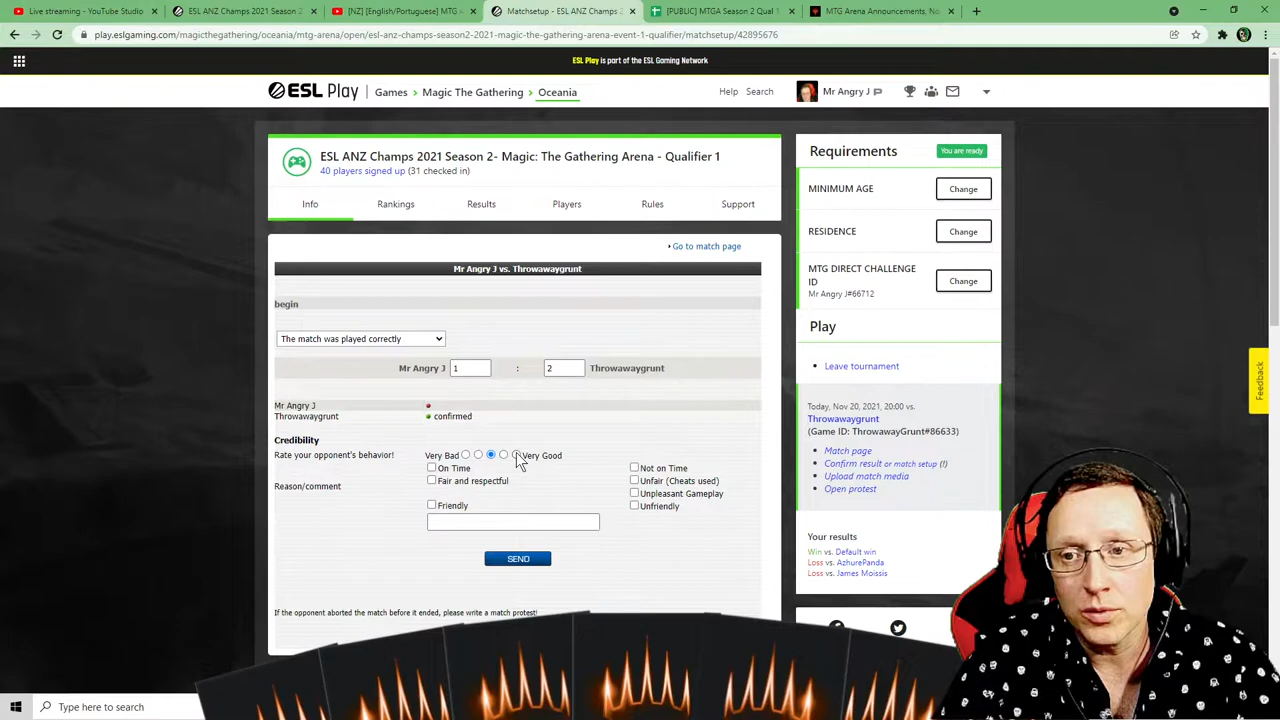 Live streaming - YouTube Studio
ESL ANZ Champs 2021 Season 2
[NZ] [English/Portuguese] MTG
Matchsetup - ESL ANZ Champs
[PUBLIC] MTGA Season 2 Qual 1
MTG Arena Announcements, No
play.eslgaming.com/magicthegathering/oceania/mtg-arena/open/esl-anz-champs-season2-2021-magic-the-gathering-arena-event-1-qualifier/matchsetup/42895676
ESL Play is part of the ESL Gaming Network
ESL Play
Games > Magic The Gathering > Oceania
Help Search
Mr Angry J
ESL ANZ Champs 2021 Season 2- Magic: The Gathering Arena - Qualifier 1
40 players signed up (31 checked in)
Info Rankings Results Players Rules Support
Go to match page
Mr Angry J vs. Throwawaygrunt
begin
The match was played correctly
Mr Angry J 1 : 2 Throwawaygrunt
Mr Angry J
Throwawaygrunt confirmed
Credibility
Rate your opponent's behavior! Very Bad Very Good
On Time Not on Time
Fair and respectful Unfair (Cheats used)
Reason/comment
Unpleasant Gameplay
Friendly Unfriendly
SEND
If the opponent aborted the match before it ended, please write a match protest!
Requirements You are ready
MINIMUM AGE Change
RESIDENCE Change
MTG DIRECT CHALLENGE
ID
Mr Angry J#66712
Change
Play
Leave tournament
Today, Nov 20, 2021, 20:00 vs.
Throwawaygrunt
(Game ID: ThrowawayGrunt#86633)
Match page
Confirm result or match setup (!)
Upload match media
Open protest
Your results
Win vs. Default win
Loss vs. AzhurePanda
Loss vs. James Moissis
Feedback
Type here to search